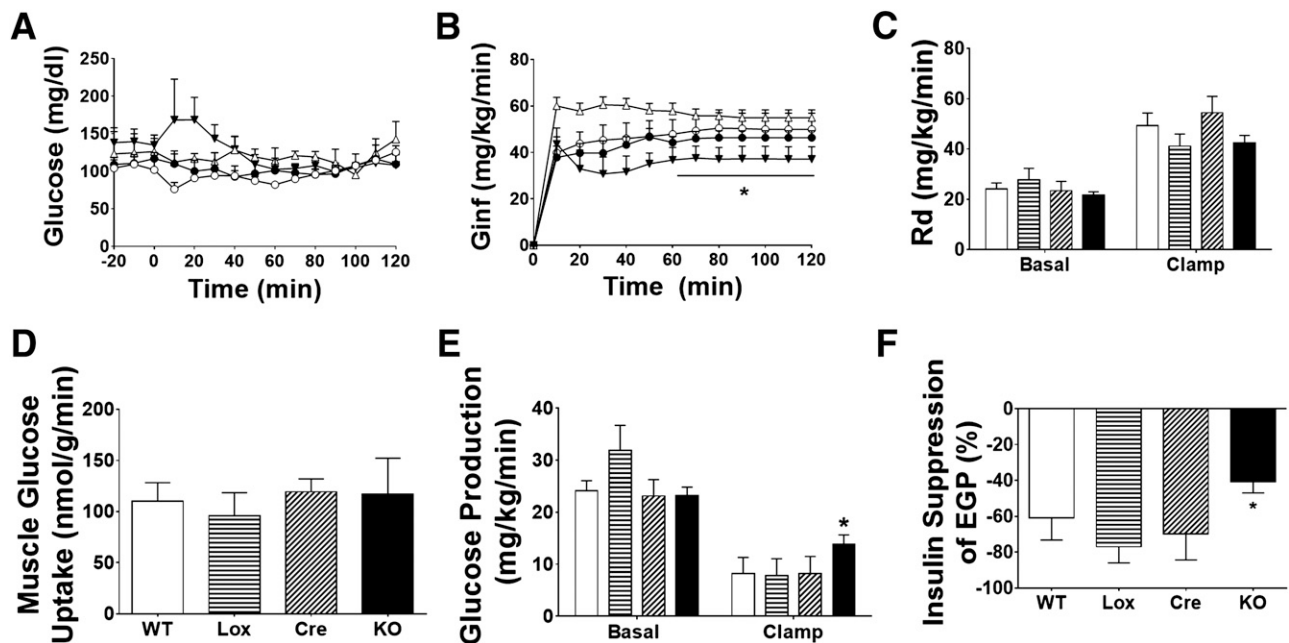 A
Glucose (mg/dl)
250
200
150
100
50
0
-20 0 20 40 60 80 100 120
Time (min)
B
Ginf (mg/kg/min)
80
60
40
20
0
*
0 20 40 60 80 100 120
Time (min)
C
Rd (mg/kg/min)
80
60
40
20
0
Basal Clamp
D
Muscle Glucose
Uptake (nmol/g/min)
200
150
100
50
0
WT Lox Cre KO
E
Glucose Production
(mg/kg/min)
40
30
20
10
0
*
Basal Clamp
F
Insulin Suppression
of EGP (%)
0
-20
-40
-60
-80
-100
*
WT Lox Cre KO